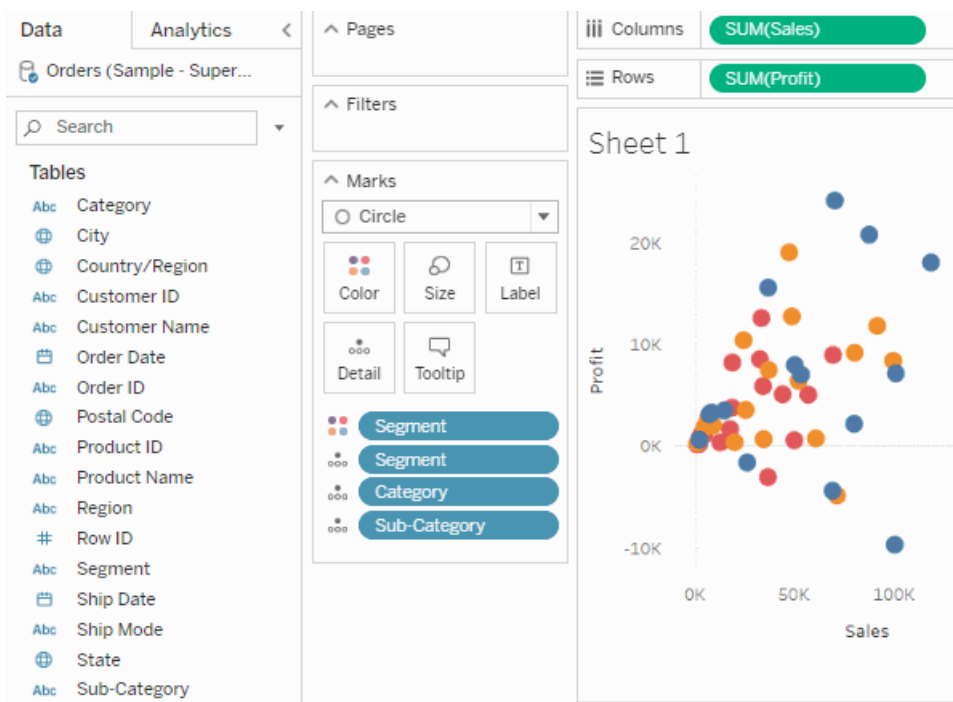 Data
Analytics
Orders (Sample - Super...
Search
Tables
Abc Category
City
Country/Region
Abc Customer ID
Abc Customer Name
Order Date
Abc Order ID
Postal Code
Abc Product ID
Abc Product Name
Abc Region
# Row ID
Abc Segment
Ship Date
Abc Ship Mode
State
Abc Sub-Category
Pages
Filters
Marks
Circle
Color
Size
T
Label
Detail
Tooltip
Segment
Segment
Category
Sub-Category
Columns
SUM(Sales)
Rows
SUM(Profit)
Sheet 1
Profit
20K
10K
0K
-10K
0K
50K
100K
Sales